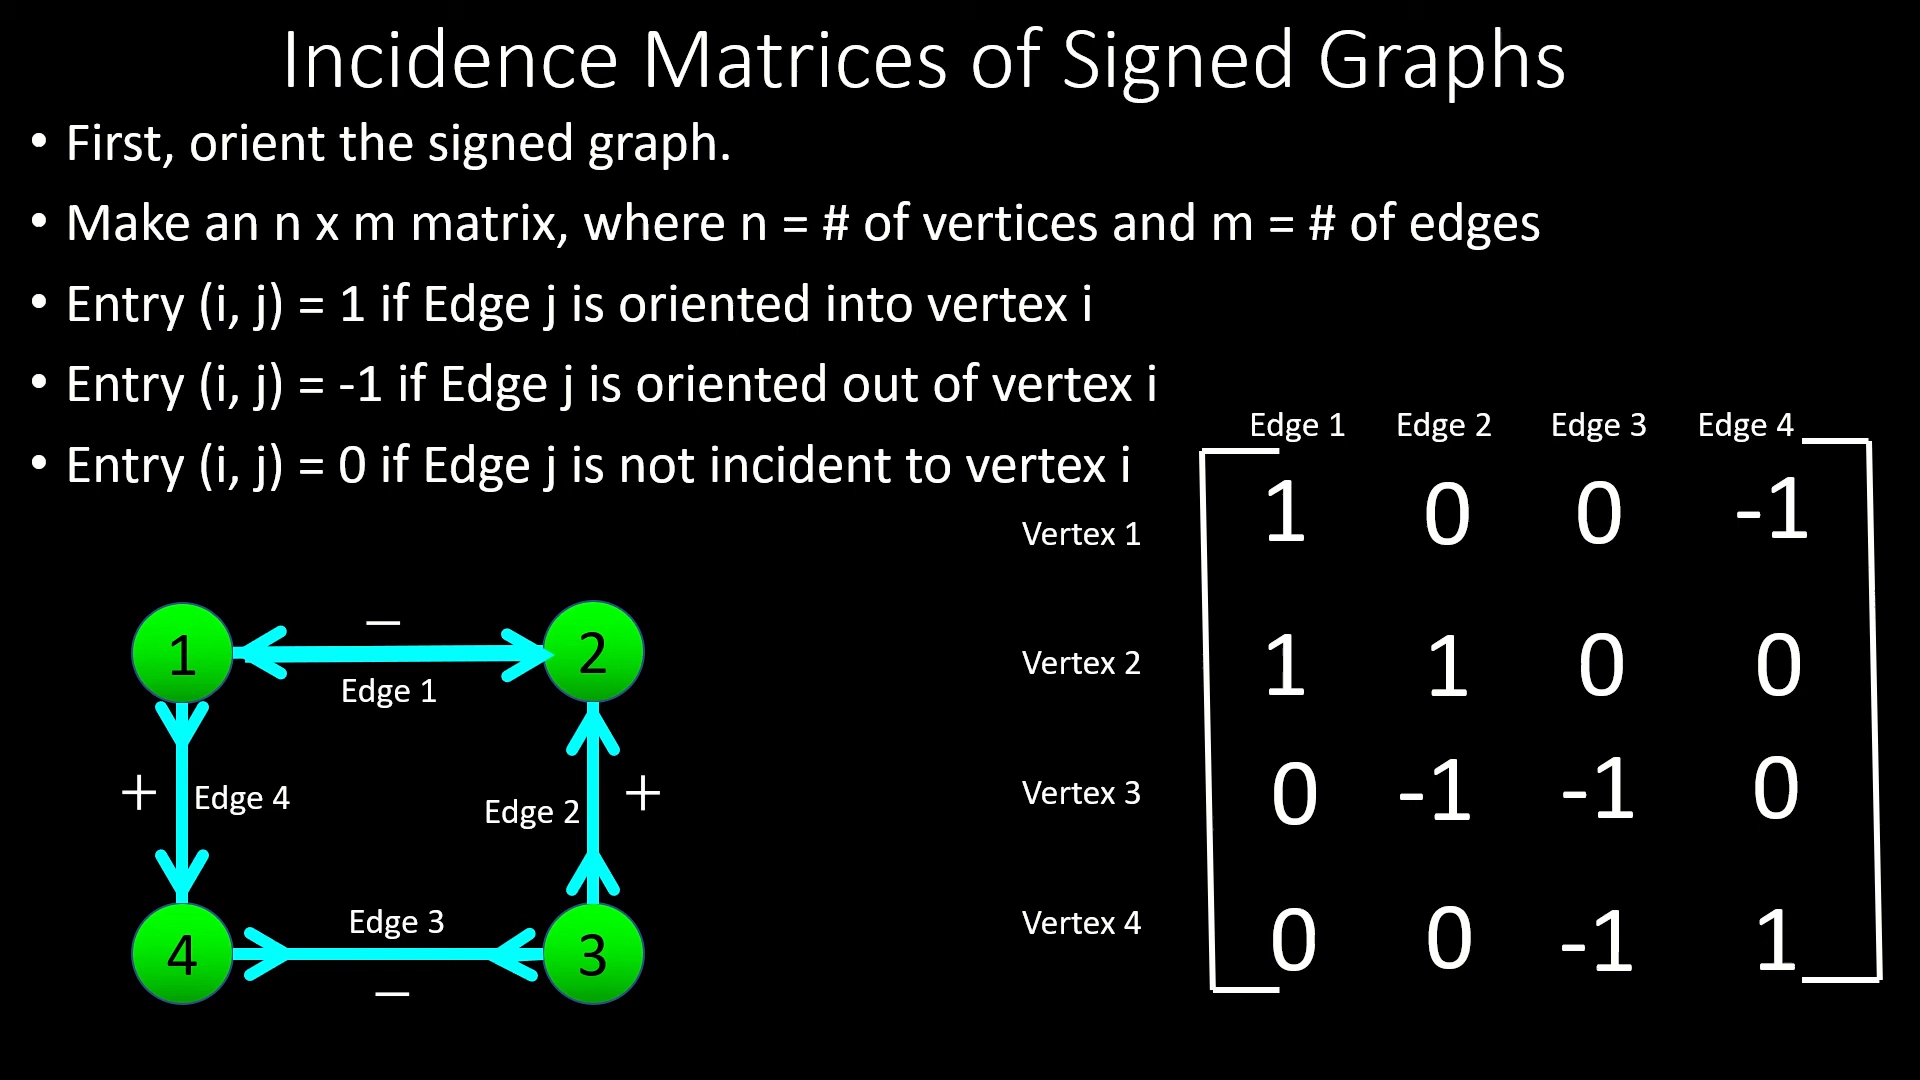 Incidence Matrices of Signed Graphs
• First, orient the signed graph.
• Make an n x m matrix, where n = # of vertices and m = # of edges
• Entry (i, j) = 1 if Edge j is oriented into vertex i
• Entry (i, j) = -1 if Edge j is oriented out of vertex i
• Entry (i, j) = 0 if Edge j is not incident to vertex i
Edge 1 Edge 2 Edge 3 Edge 4
Vertex 1 1 0 0 -1
Vertex 2 1 1 0 0
Vertex 3 0 -1 -1 0
Vertex 4 0 0 -1 1
–
1 2
Edge 1
+ Edge 4 Edge 2 +
Edge 3
4 3
–